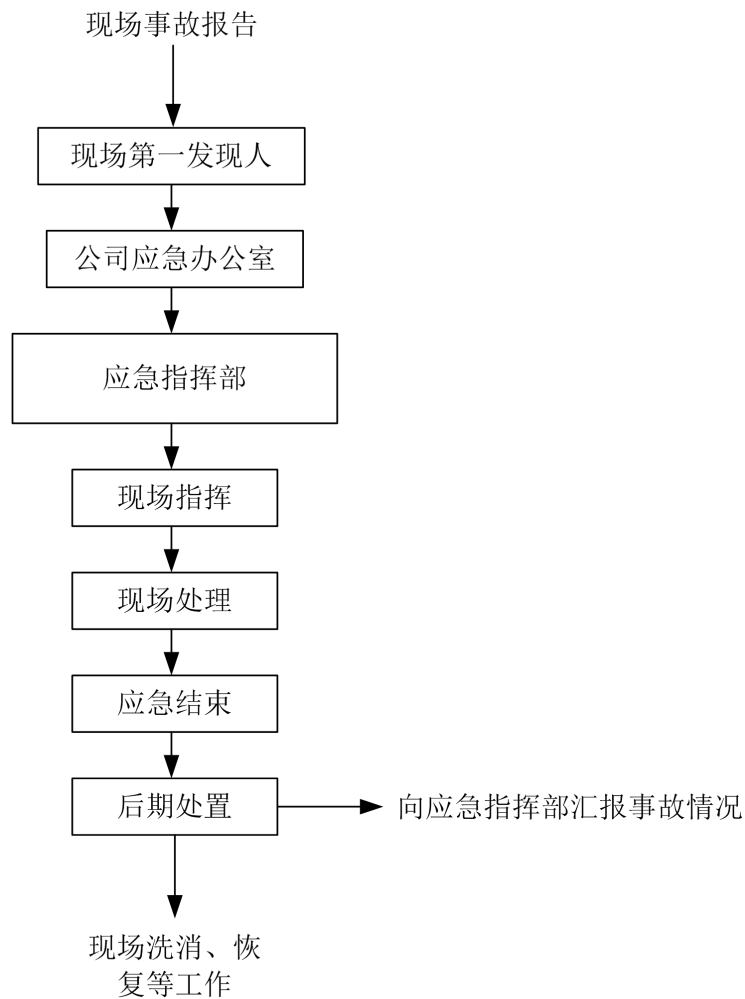 现场事故报告
现场第一发现人
公司应急办公室
应急指挥部
现场指挥
现场处理
应急结束
后期处置
向应急指挥部汇报事故情况
现场洗消、恢
复等工作